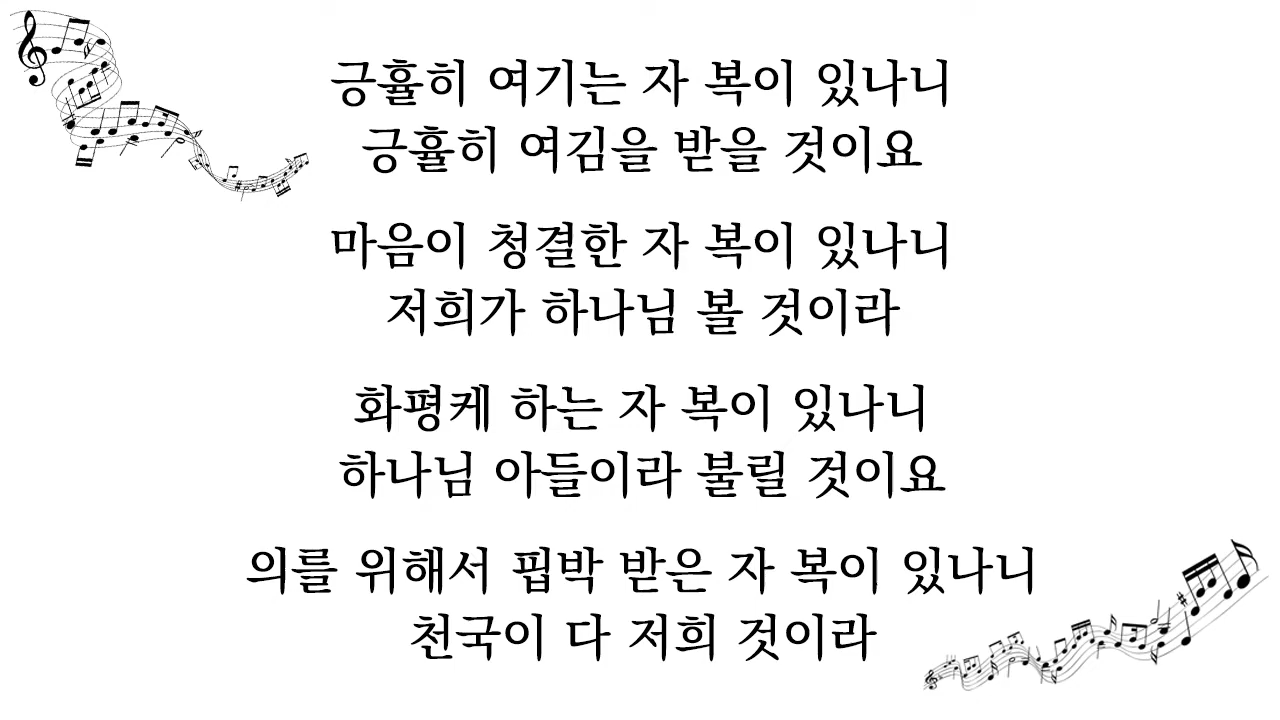 긍휼히 여기는 자 복이 있나니
긍휼히 여김을 받을 것이요
마음이 청결한 자 복이 있나니
저희가 하나님 볼 것이라
화평케 하는 자 복이 있나니
하나님 아들이라 불릴 것이요
의를 위해서 핍박 받은 자 복이 있나니
천국이 다 저희 것이라